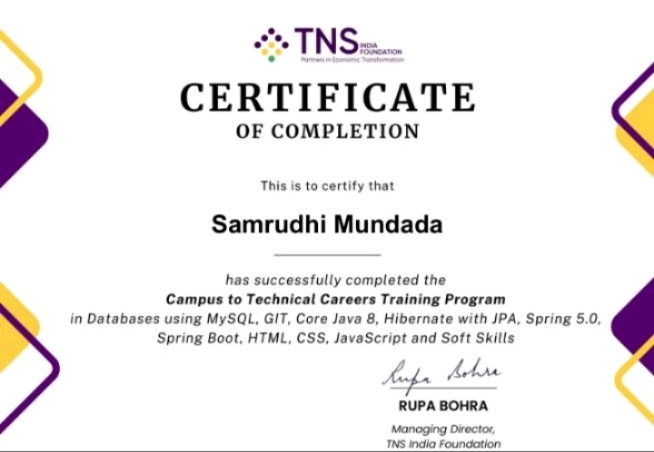 TNS INDIA FOUNDATION
Partners in Economic Transformation
CERTIFICATE
OF COMPLETION
This is to certify that
Samrudhi Mundada
has successfully completed the
Campus to Technical Careers Training Program
in Databases using MySQL, GIT, Core Java 8, Hibernate with JPA, Spring 5.0,
Spring Boot, HTML, CSS, JavaScript and Soft Skills
Rupa Bohra
RUPA BOHRA
Managing Director,
TNS India Foundation